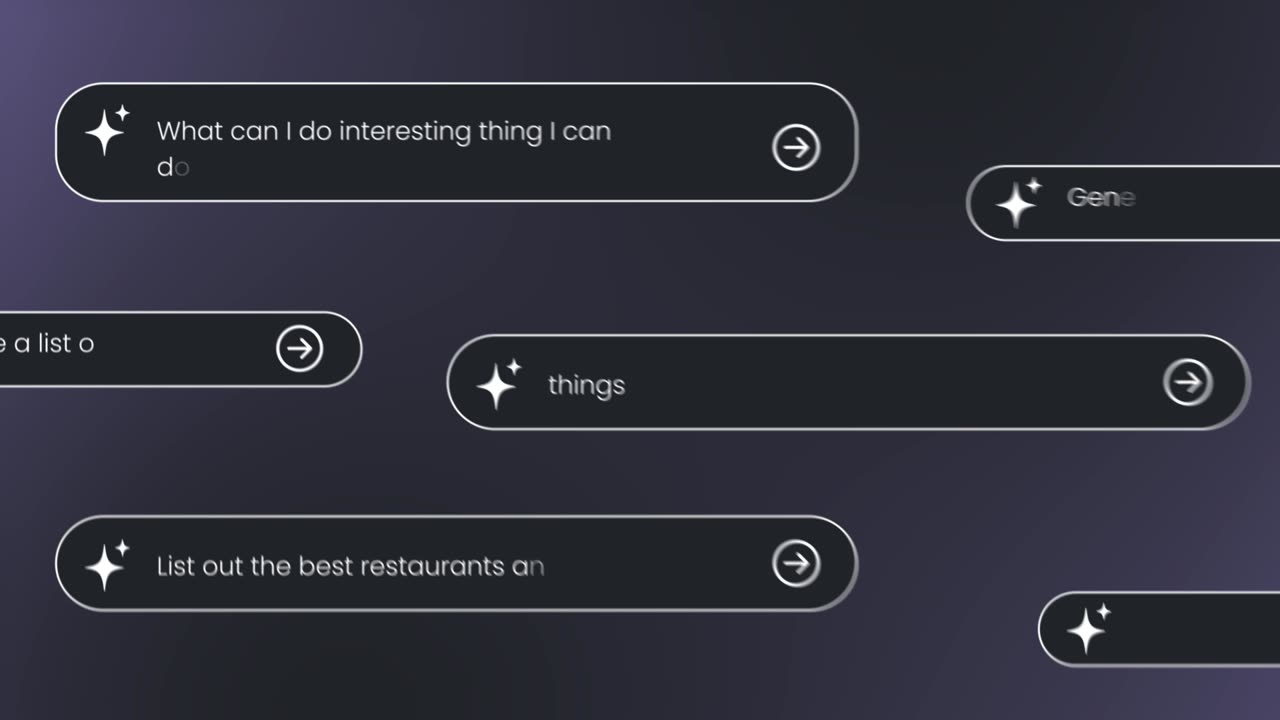 What can I do interesting thing I can
do
Gene
e a list o
things
List out the best restaurants an